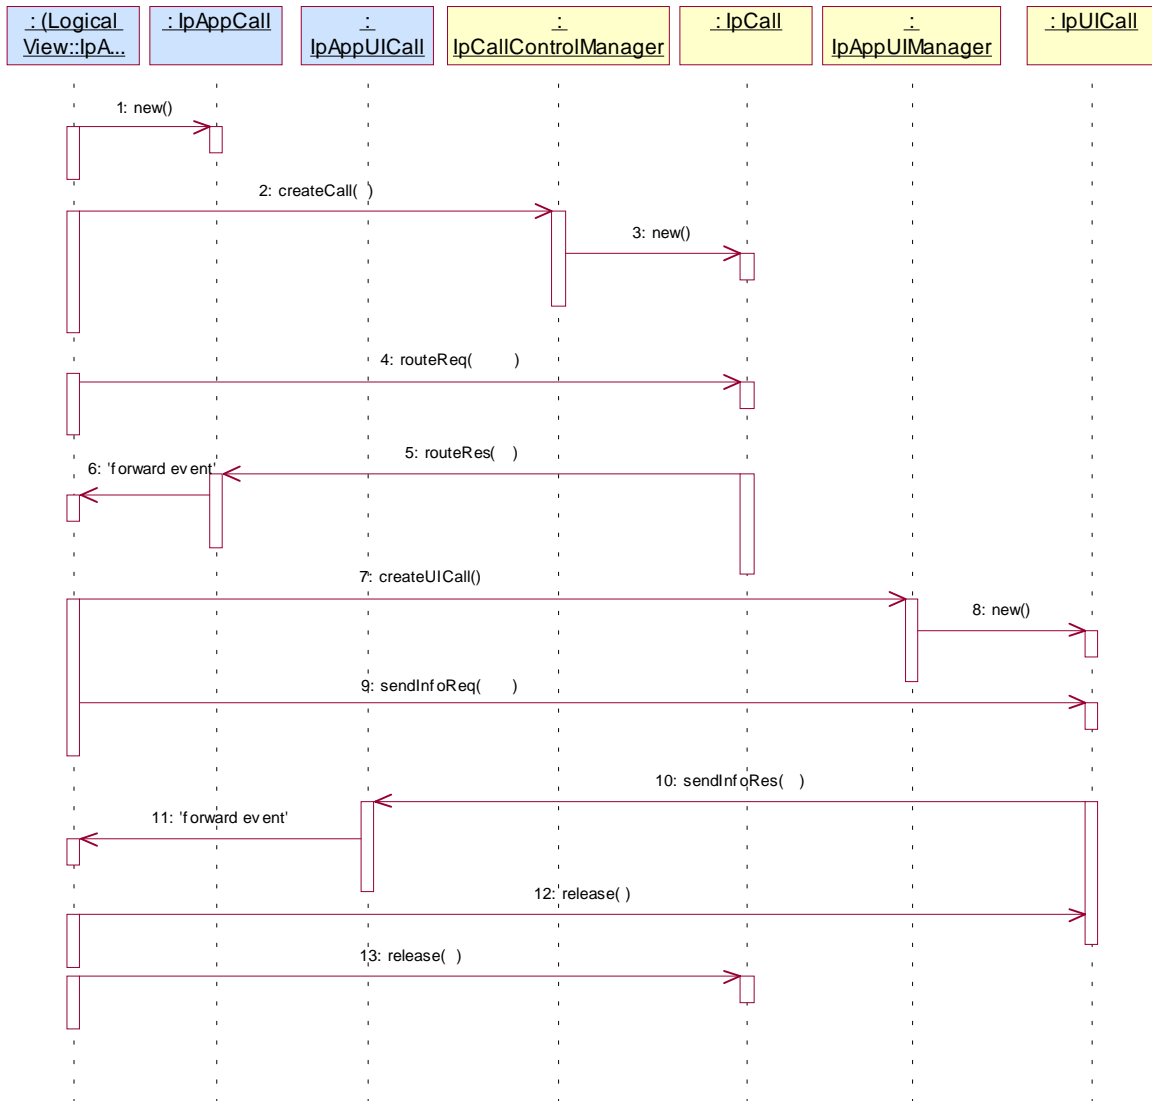 : (Logical
View::IpA...
: IpAppCall
:
IpAppUICall
:
IpCallControlManager
: IpCall
:
IpAppUIManager
: IpUICall
1: new()
2: createCall( )
3: new()
4: routeReq( )
5: routeRes( )
6: 'forward event'
7: createUICall()
8: new()
9: sendInfoReq( )
10: sendInfoRes( )
11: 'forward event'
12: release( )
13: release( )